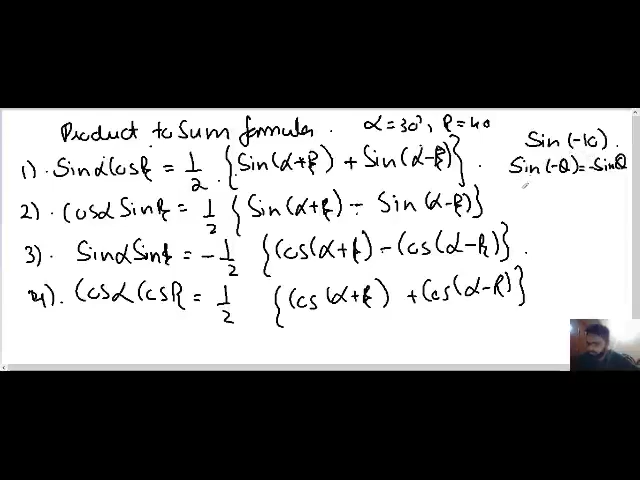 Product to Sum formulas. α = 30°, β = 40
Sin(-10).
1). Sinα Cosβ = 1/2 {Sin(α+β) + Sin(α-β)}.
Sin(-θ) = -Sinθ
2). Cosα Sinβ = 1/2 {Sin(α+β) - Sin(α-β)}
3). Sinα Sinβ = -1/2 {Cos(α+β) - Cos(α-β)}.
4). Cosα Cosβ = 1/2 {Cos(α+β) + Cos(α-β)}